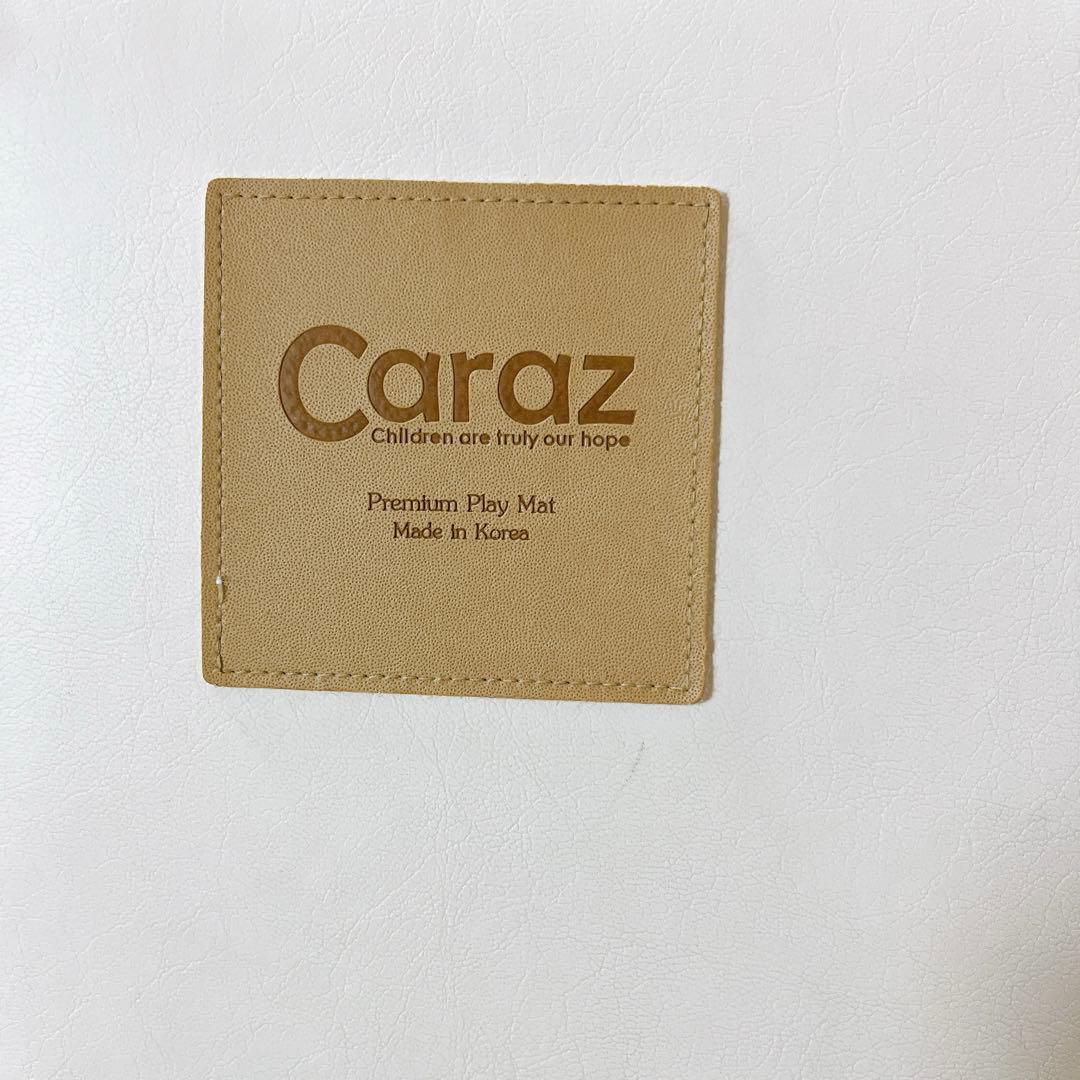 Caraz
Children are truly our hope
Premium Play Mat
Made in Korea